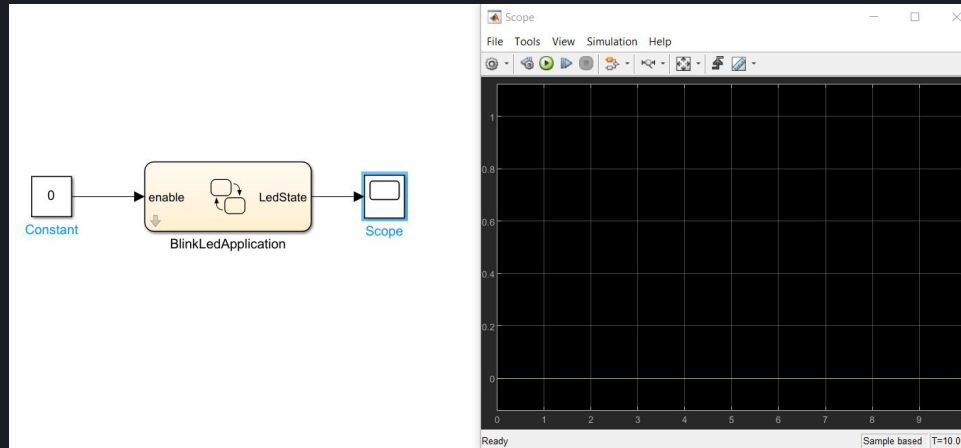 0
Constant
enable
LedState
BlinkLedApplication
Scope
Scope
File Tools View Simulation Help
1
0.8
0.6
0.4
0.2
0
0 1 2 3 4 5 6 7 8 9
Ready
Sample based T=10.0